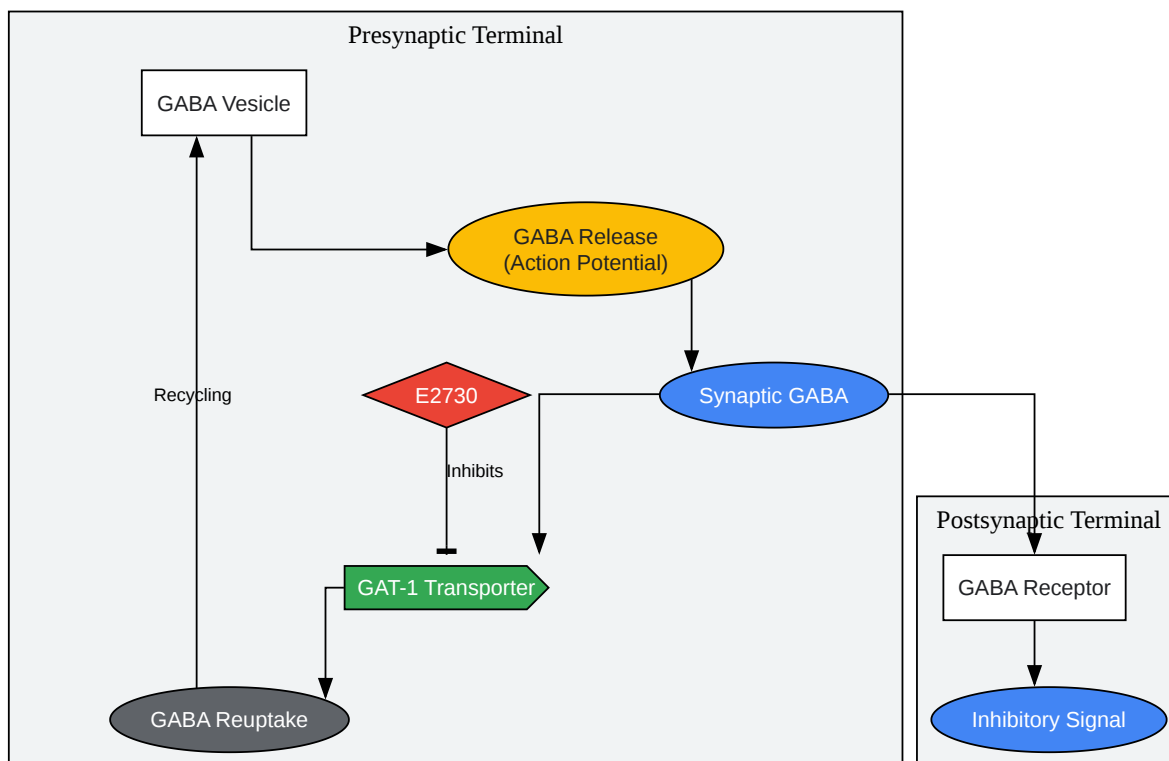 Presynaptic Terminal
GABA Vesicle
GABA Release
(Action Potential)
Recycling
E2730
Synaptic GABA
Inhibits
Postsynaptic Terminal
GAT-1 Transporter
GABA Receptor
GABA Reuptake
Inhibitory Signal